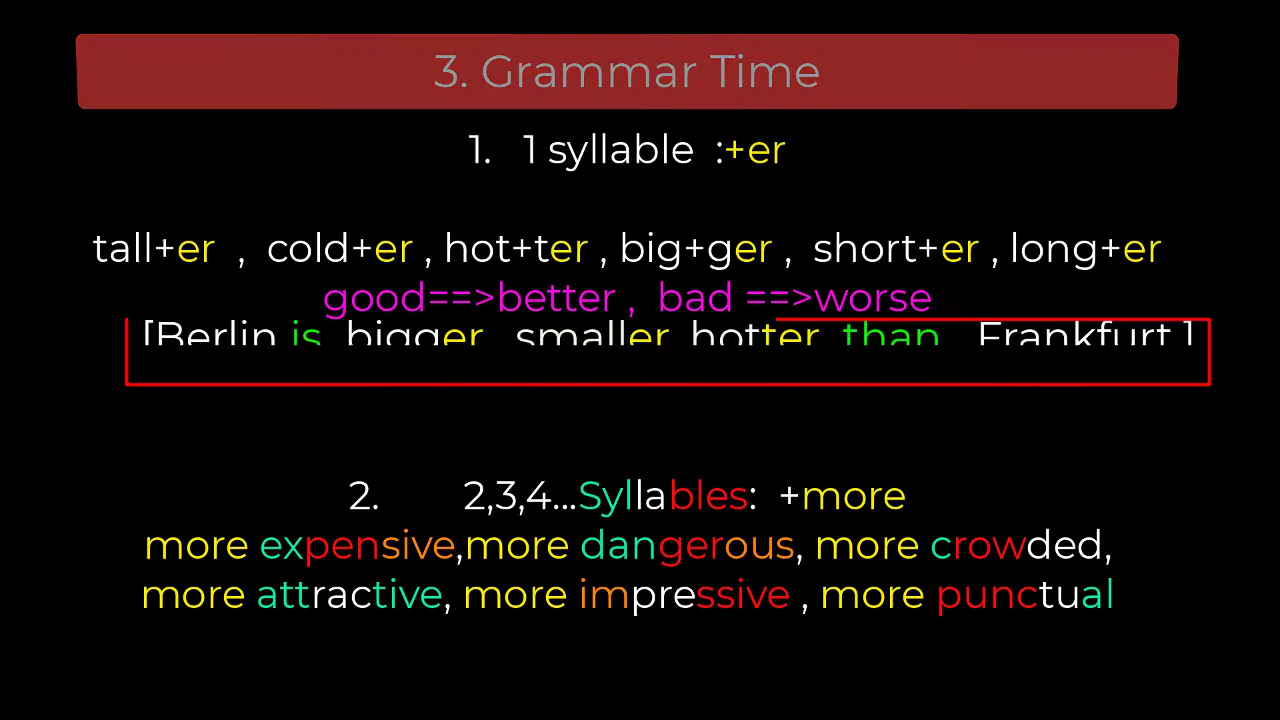 3. Grammar Time
1. 1 syllable :+er
tall+er , cold+er , hot+ter , big+ger , short+er , long+er
good==>better , bad ==>worse
[Berlin is bigger smaller hotter than Frankfurt ]
2. 2,3,4...Syllables: +more
more expensive,more dangerous, more crowded,
more attractive, more impressive , more punctual